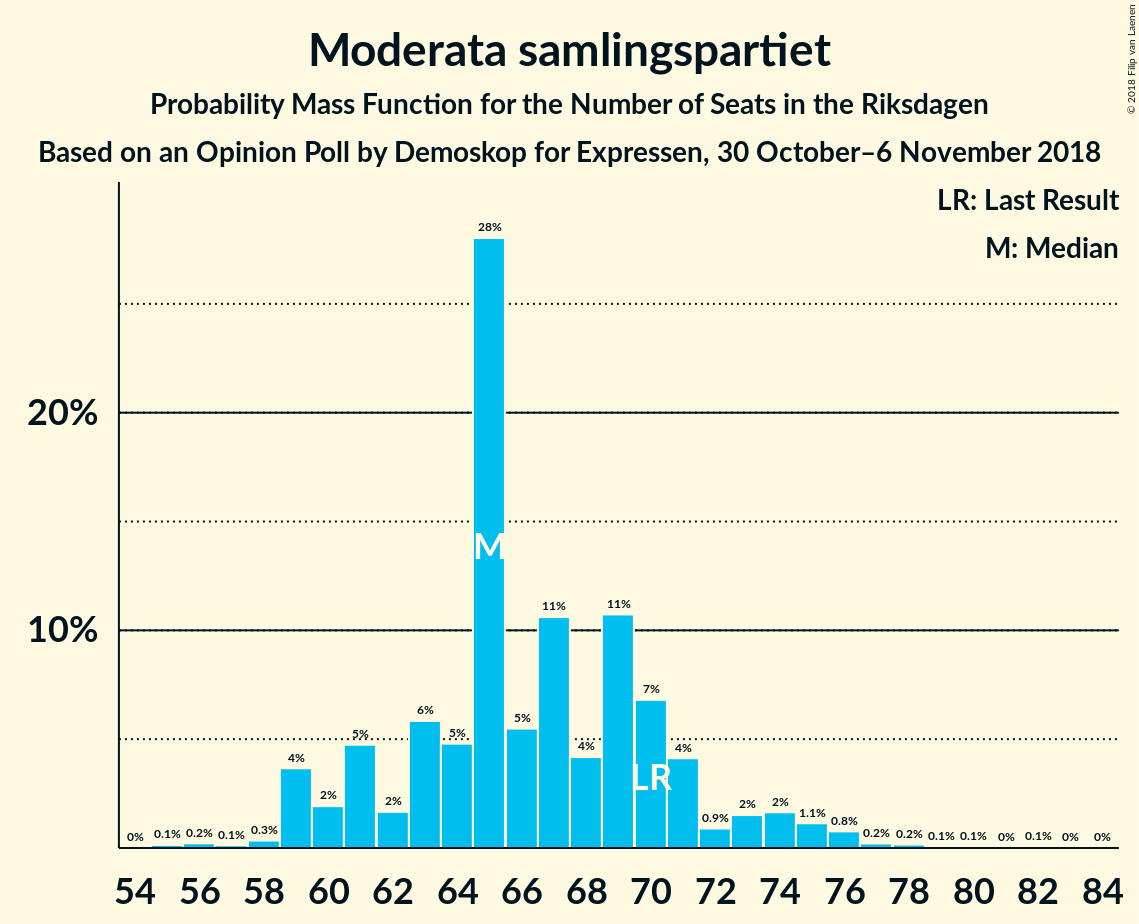 Moderata samlingspartiet
Probability Mass Function for the Number of Seats in the Riksdagen
Based on an Opinion Poll by Demoskop for Expressen, 30 October–6 November 2018
© 2018 Filip van Laenen
LR: Last Result
M: Median
20%
10%
0% 0.1% 0.2% 0.1% 0.3% 4% 2% 5% 2% 6% 5% 28% 5% 11% 4% 11% 7% 4% 0.9% 2% 2% 1.1% 0.8% 0.2% 0.2% 0.1% 0.1% 0% 0.1% 0% 0%
M
LR
54 56 58 60 62 64 66 68 70 72 74 76 78 80 82 84